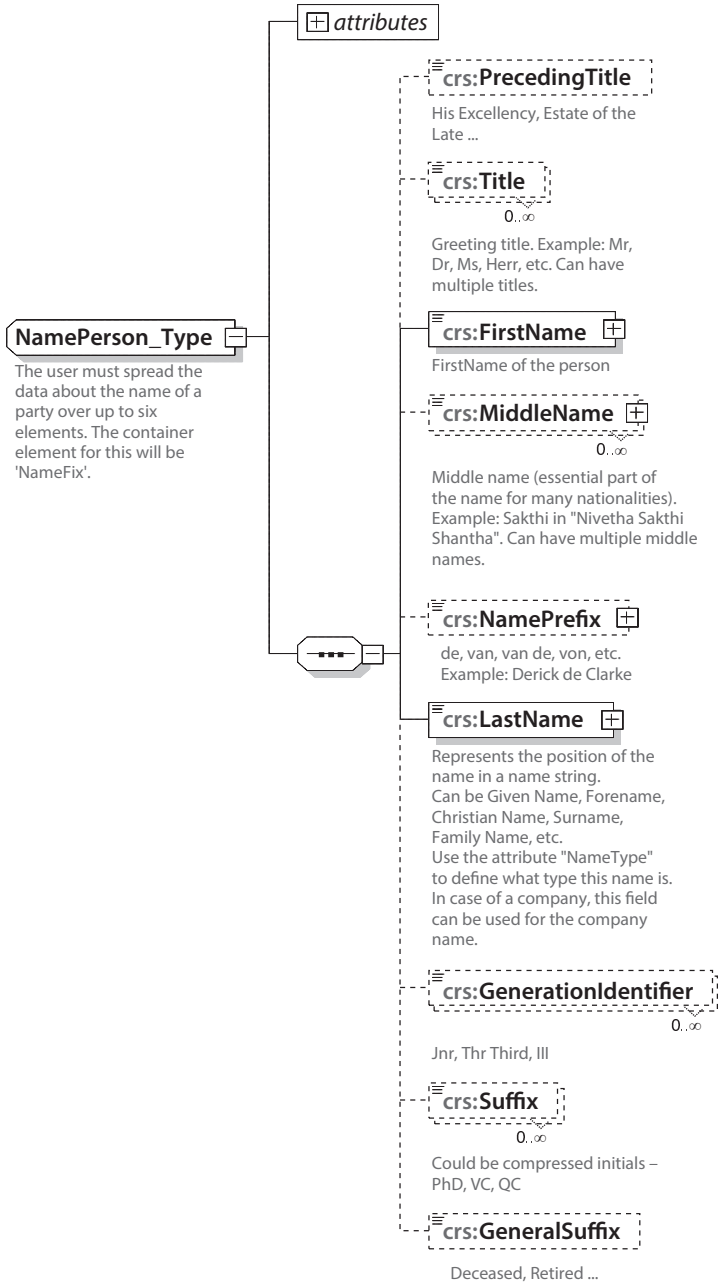 attributes
crs:PrecedingTitle
His Excellency, Estate of the
Late ...
crs:Title
0..∞
Greeting title. Example: Mr,
Dr, Ms, Herr, etc. Can have
multiple titles.
NamePerson_Type
The user must spread the
data about the name of a
party over up to six
elements. The container
element for this will be
'NameFix'.
crs:FirstName
FirstName of the person
crs:MiddleName
0..∞
Middle name (essential part of
the name for many nationalities).
Example: Sakthi in "Nivetha Sakthi
Shantha". Can have multiple middle
names.
crs:NamePrefix
de, van, van de, von, etc.
Example: Derick de Clarke
crs:LastName
Represents the position of the
name in a name string.
Can be Given Name, Forename,
Christian Name, Surname,
Family Name, etc.
Use the attribute "NameType"
to define what type this name is.
In case of a company, this field
can be used for the company
name.
crs:GenerationIdentifier
0..∞
Jnr, Thr Third, III
crs:Suffix
0..∞
Could be compressed initials –
PhD, VC, QC
crs:GeneralSuffix
Deceased, Retired ...